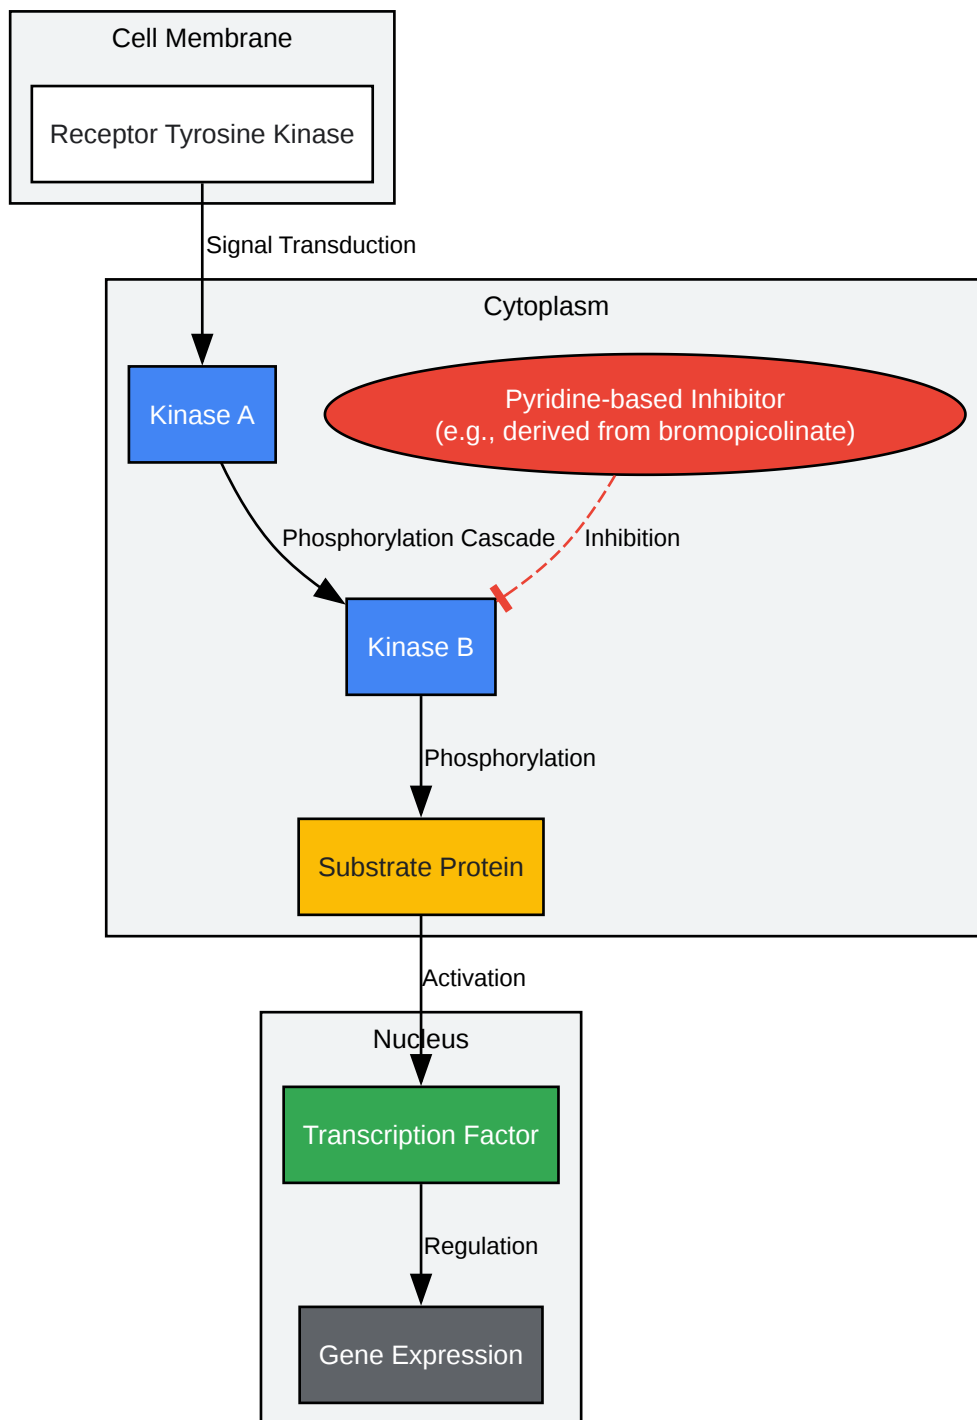 Cell Membrane
Receptor Tyrosine Kinase
Signal Transduction
Cytoplasm
Kinase A
Pyridine-based Inhibitor
(e.g., derived from bromopicolinate)
Phosphorylation Cascade
Inhibition
Kinase B
Phosphorylation
Substrate Protein
Activation
Nucleus
Transcription Factor
Regulation
Gene Expression